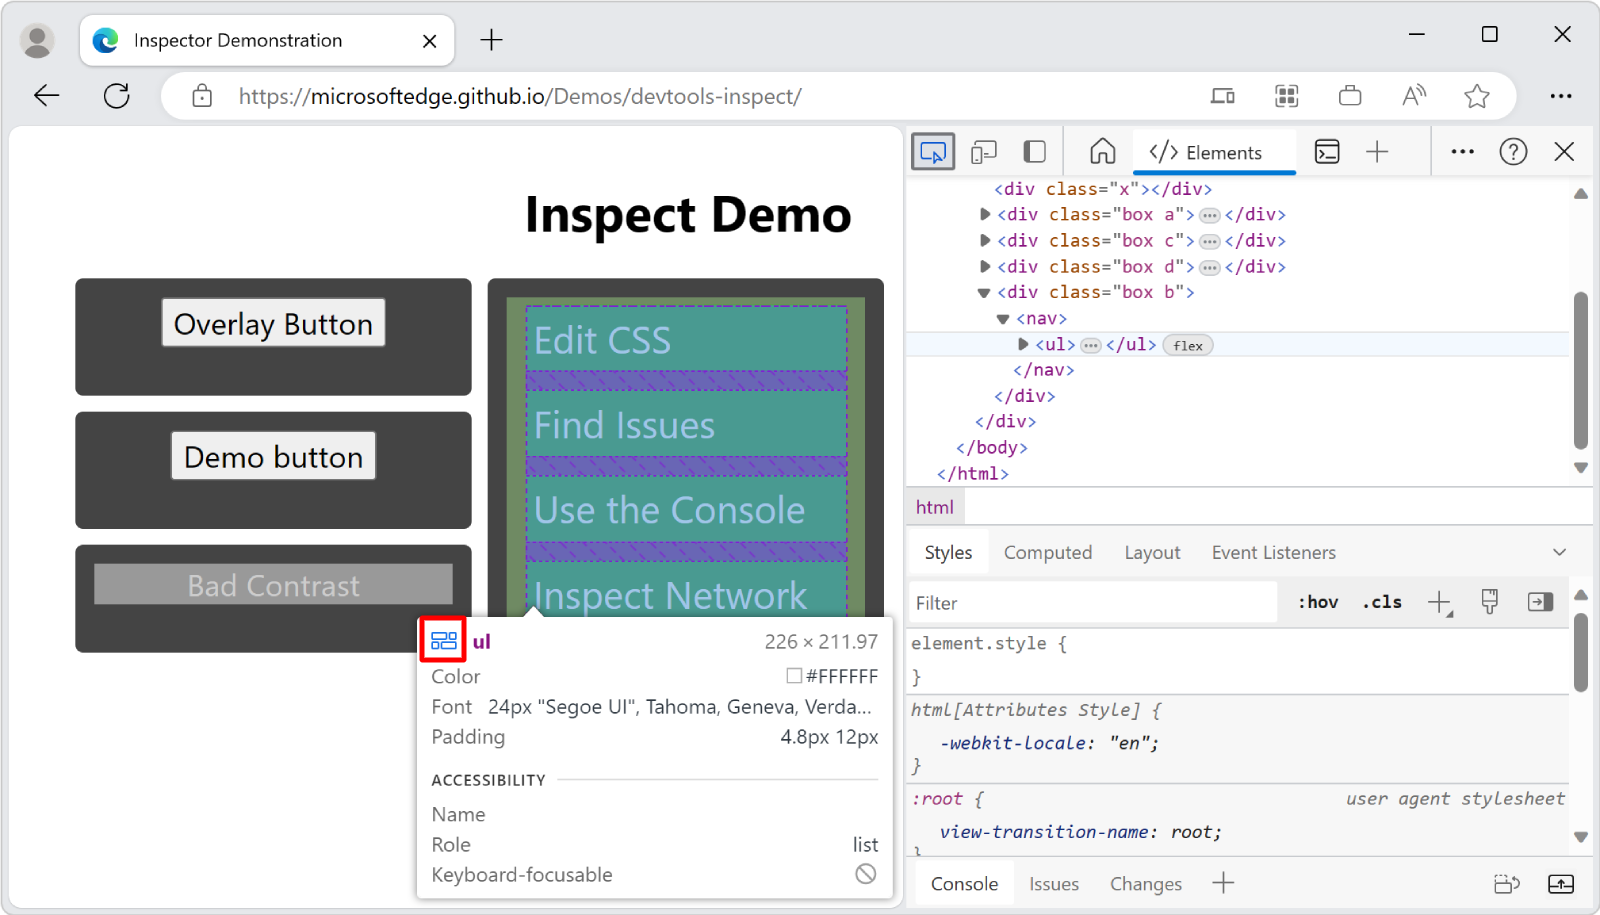 Inspector Demonstration
https://microsoftedge.github.io/Demos/devtools-inspect/
Inspect Demo
Overlay Button
Demo button
Bad Contrast
Edit CSS
Find Issues
Use the Console
Inspect Network
ul 226 × 211.97
Color #FFFFFF
Font 24px "Segoe UI", Tahoma, Geneva, Verda...
Padding 4.8px 12px
ACCESSIBILITY
Name
Role list
Keyboard-focusable
</> Elements
<div class="x"></div>
<div class="box a">…</div>
<div class="box c">…</div>
<div class="box d">…</div>
<div class="box b">
<nav>
<ul>…</ul> flex
</nav>
</div>
</div>
</body>
</html>
html
Styles Computed Layout Event Listeners
Filter :hov .cls
element.style {
}
html[Attributes Style] {
-webkit-locale: "en";
}
:root { user agent stylesheet
view-transition-name: root;
}
Console Issues Changes